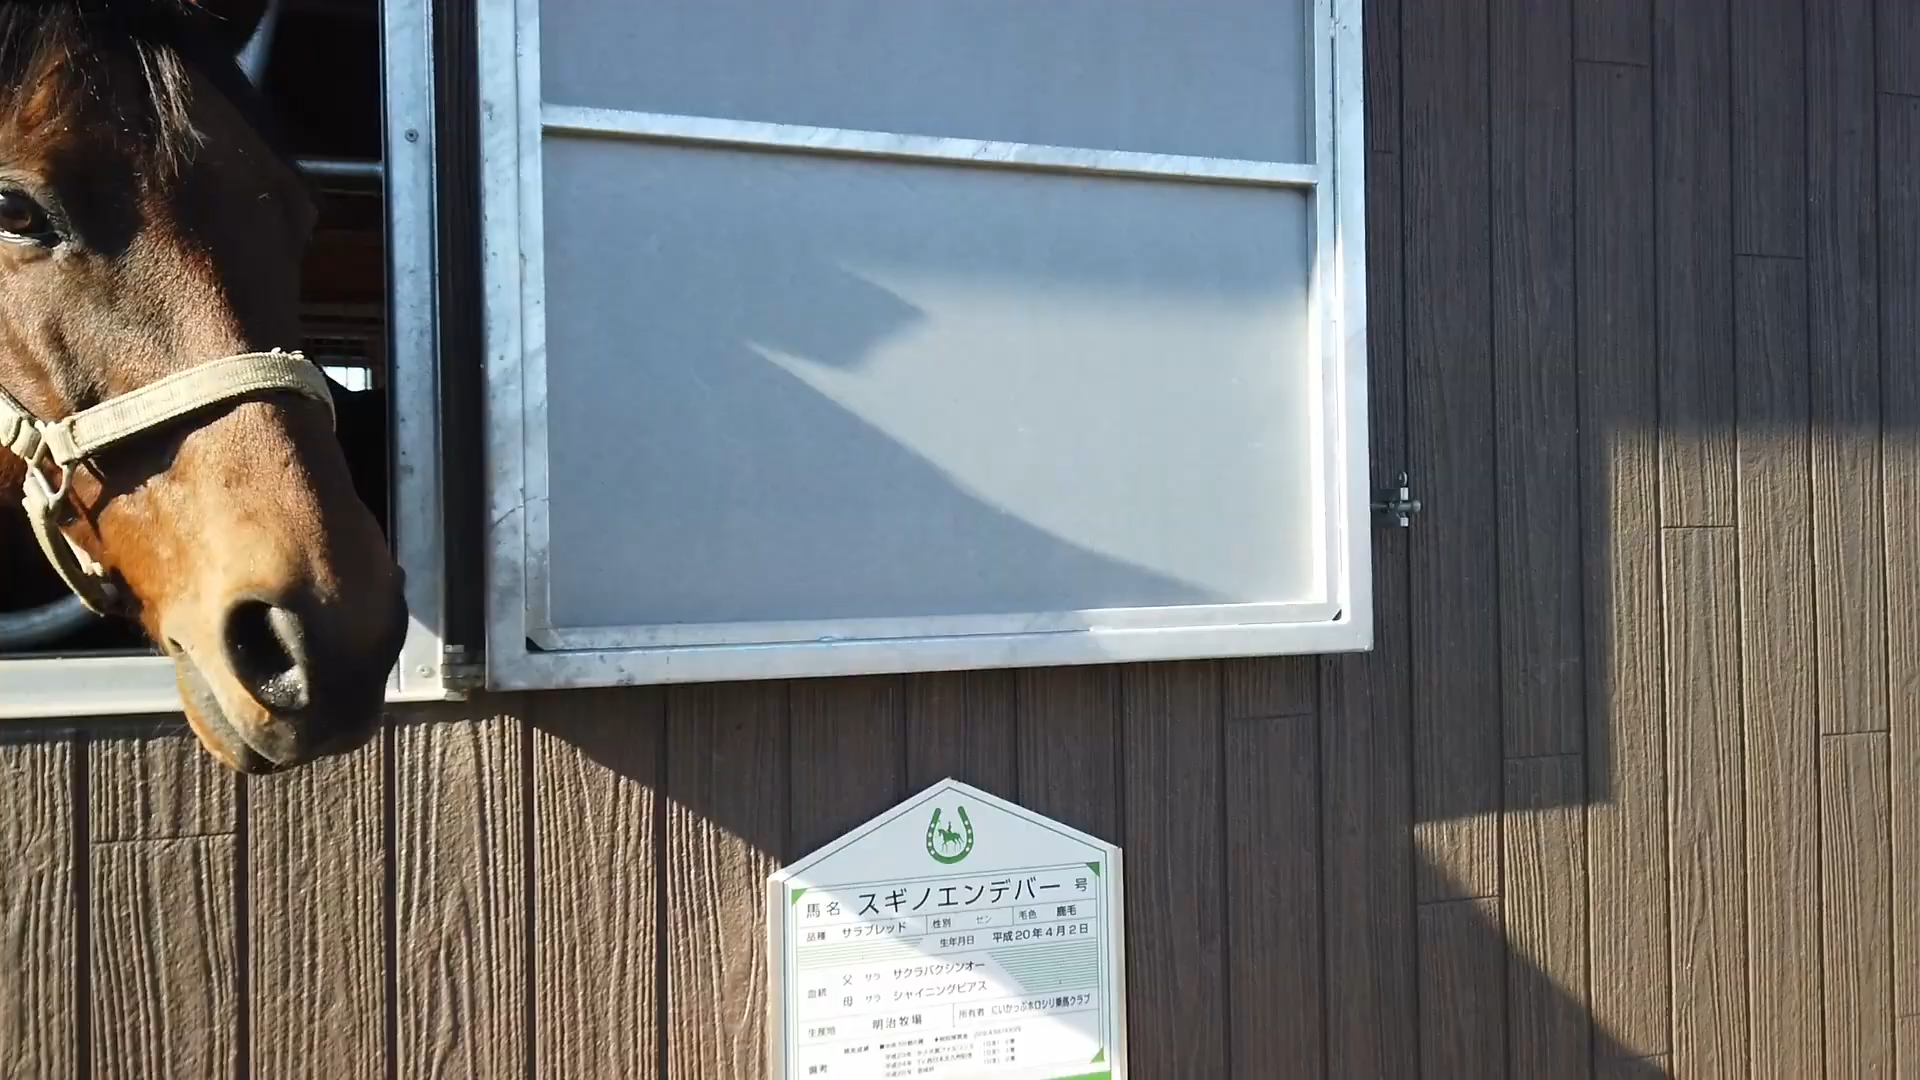 馬名 スギノエンデバー 号
品種 サラブレッド 性別 セン 毛色 鹿毛
生年月日 平成20年4月2日
血統 父 サラ サクラバクシンオー
母 サラ シャイニングピアス
生産地 明治牧場 所有者 にいかっぷホロシリ乗馬クラブ
備考